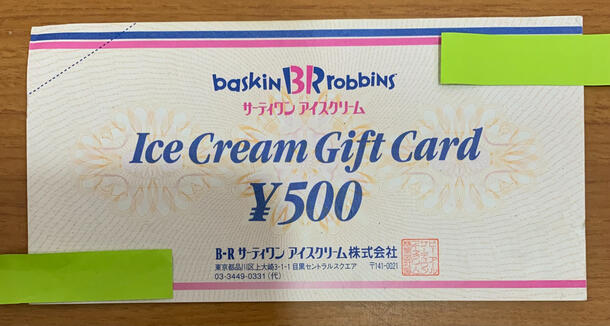 baskin BR robbins
サーティワン アイスクリーム
Ice Cream Gift Card
¥500
B-R サーティワン アイスクリーム株式会社
東京都品川区上大崎3-1-1 目黒セントラルスクエア 〒141-0021
03-3449-0331(代)